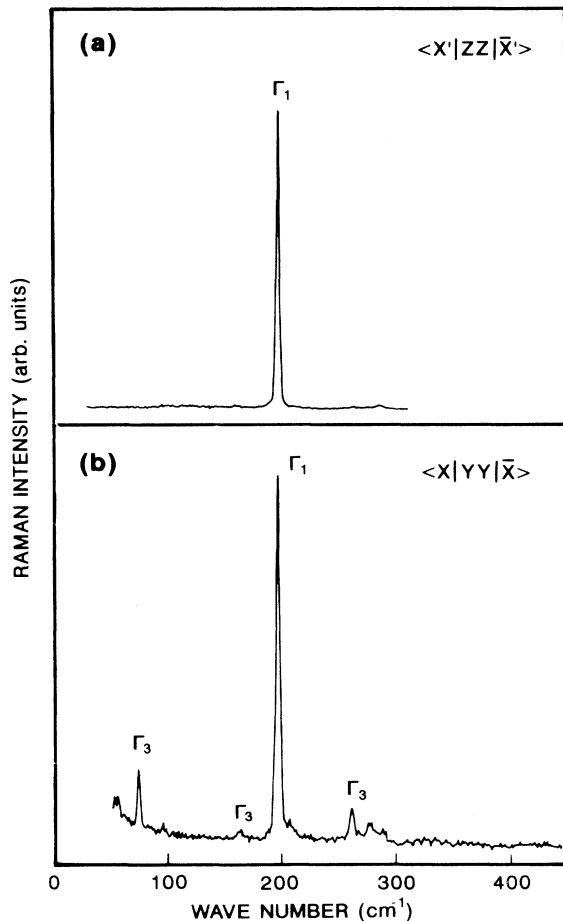 (a)
<X'|ZZ|X̄'>
Γ₁
RAMAN INTENSITY (arb. units)
(b)
<X|YY|X̄>
Γ₁
Γ₃
Γ₃
Γ₃
0 100 200 300 400
WAVE NUMBER (cm⁻¹)